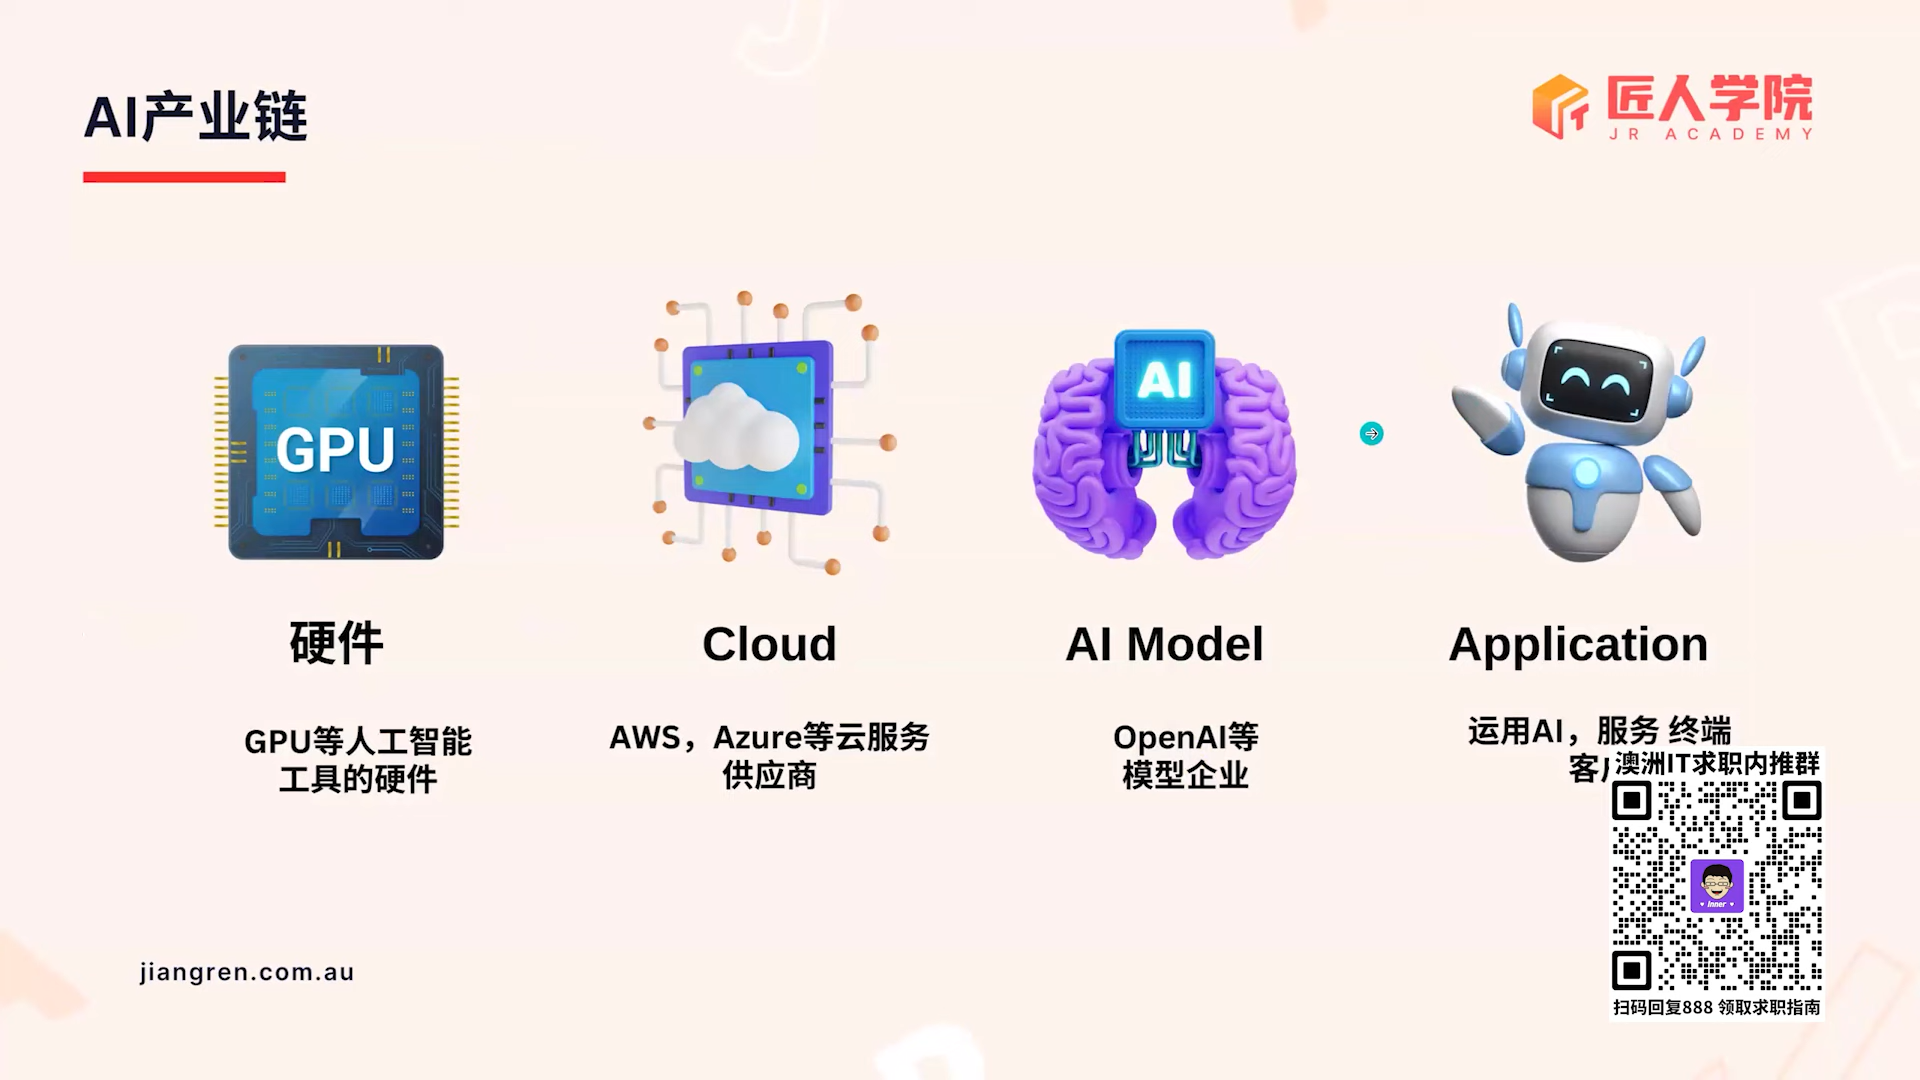 AI产业链
匠人学院
JR ACADEMY
GPU
AI
硬件
Cloud
AI Model
Application
GPU等人工智能
工具的硬件
AWS，Azure等云服务
供应商
OpenAI等
模型企业
运用AI，服务 终端
客
澳洲IT求职内推群
Inner
扫码回复888 领取求职指南
jiangren.com.au